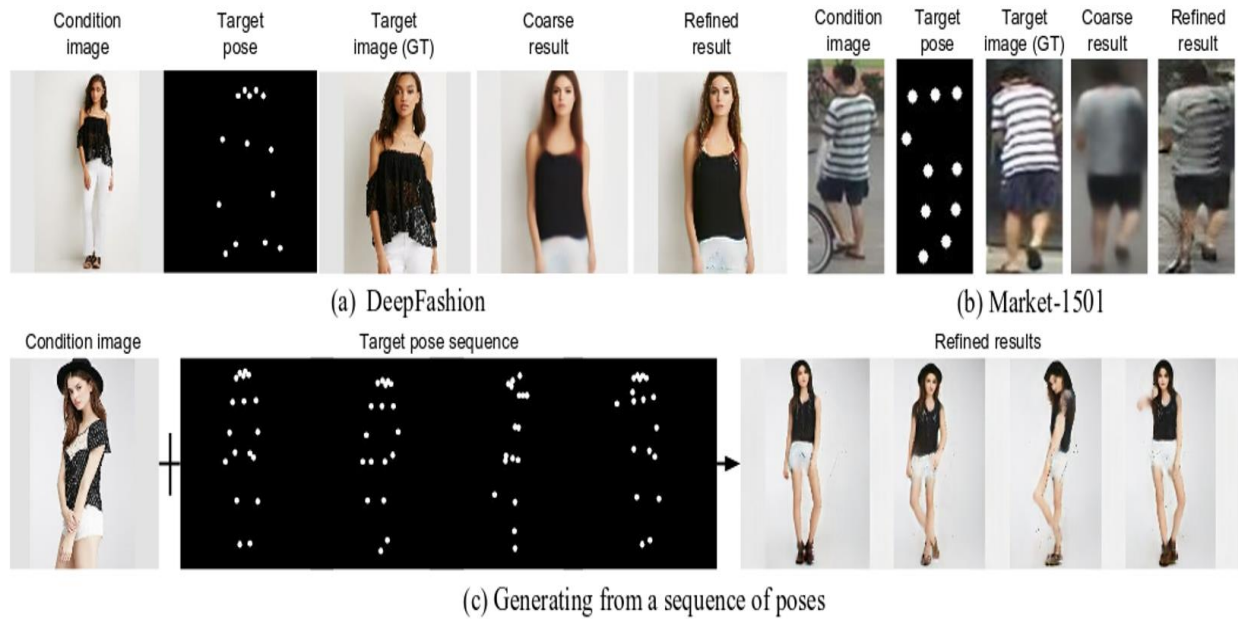 Condition image
Target pose
Target image (GT)
Coarse result
Refined result
Condition image
Target pose
Target image (GT)
Coarse result
Refined result
(a) DeepFashion
(b) Market-1501
Condition image
Target pose sequence
Refined results
(c) Generating from a sequence of poses